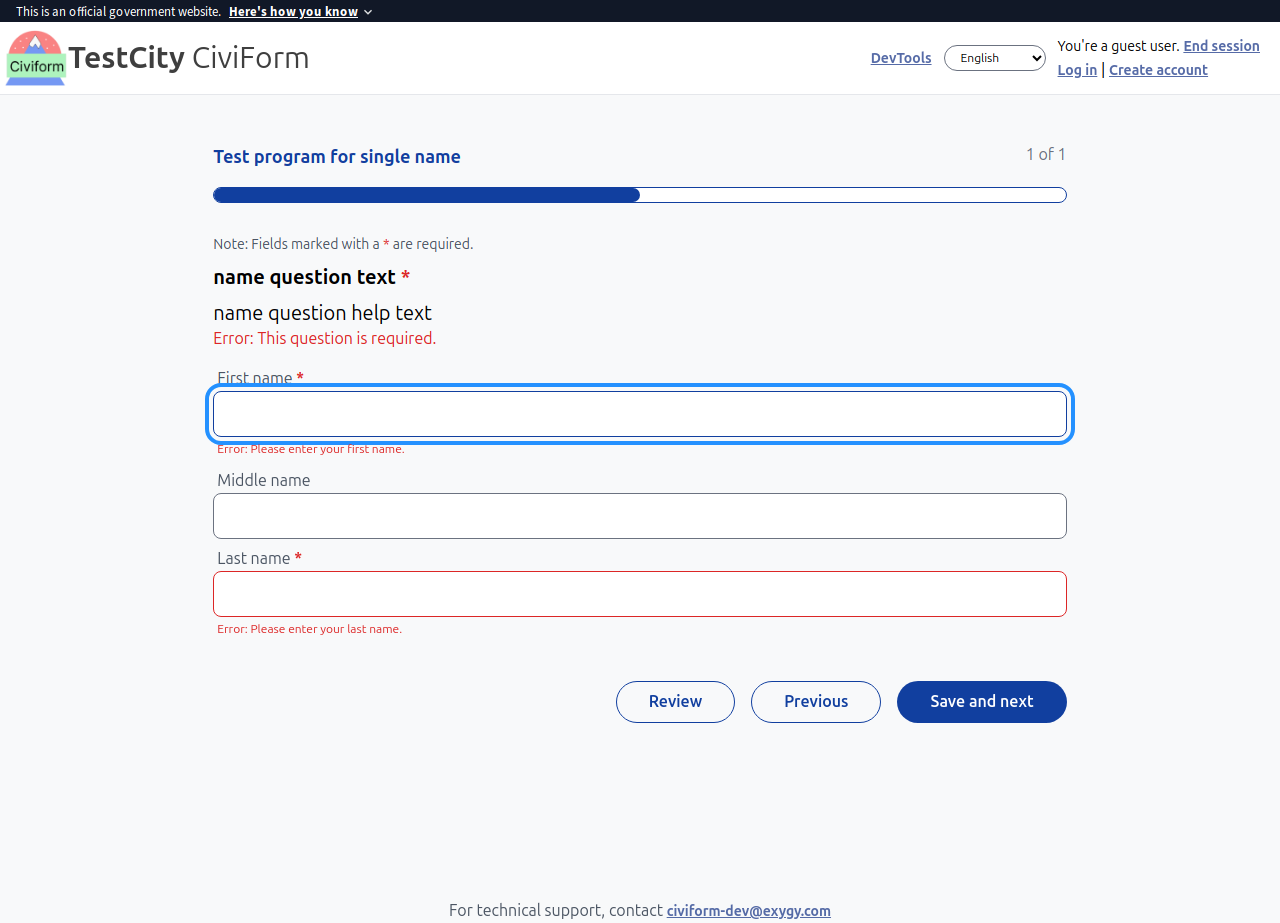 This is an official government website. Here's how you know
Civiform
TestCity CiviForm
DevTools
English
You're a guest user. End session
Log in | Create account
Test program for single name
1 of 1
Note: Fields marked with a * are required.
name question text *
name question help text
Error: This question is required.
First name *
Error: Please enter your first name.
Middle name
Last name *
Error: Please enter your last name.
Review
Previous
Save and next
For technical support, contact civiform-dev@exygy.com